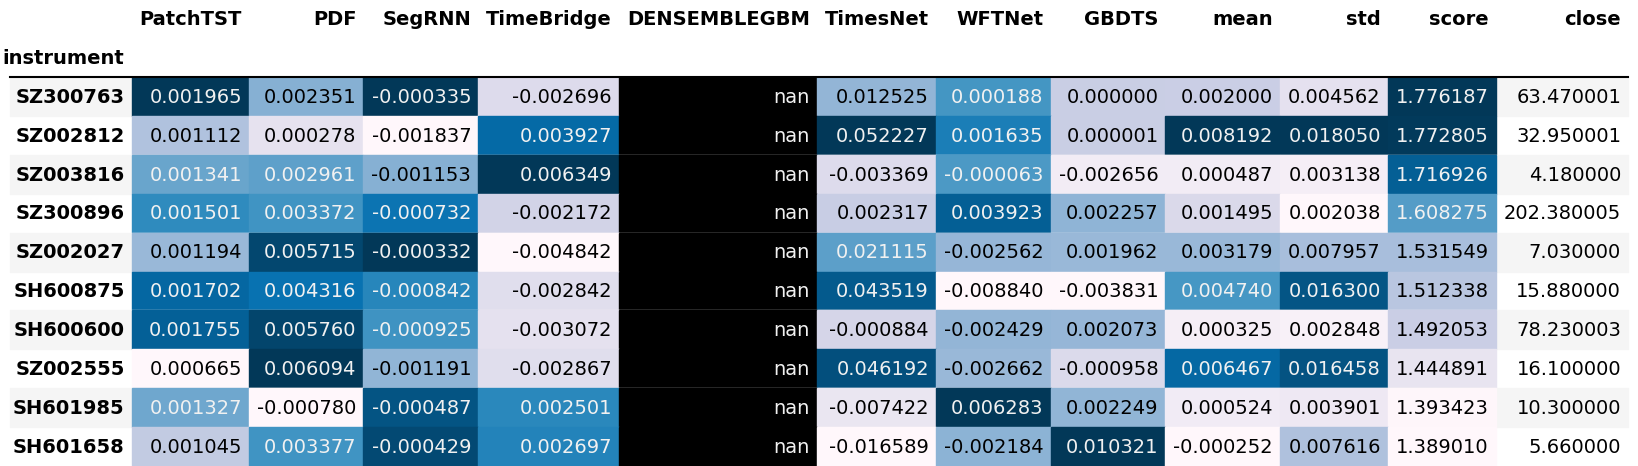 PatchTST PDF SegRNN TimeBridge DENSEMBLEGBM TimesNet WFTNet GBDTS mean std score close
instrument
SZ300763 0.001965 0.002351 -0.000335 -0.002696 nan 0.012525 0.000188 0.000000 0.002000 0.004562 1.776187 63.470001
SZ002812 0.001112 0.000278 -0.001837 0.003927 nan 0.052227 0.001635 0.000001 0.008192 0.018050 1.772805 32.950001
SZ003816 0.001341 0.002961 -0.001153 0.006349 nan -0.003369 -0.000063 -0.002656 0.000487 0.003138 1.716926 4.180000
SZ300896 0.001501 0.003372 -0.000732 -0.002172 nan 0.002317 0.003923 0.002257 0.001495 0.002038 1.608275 202.380005
SZ002027 0.001194 0.005715 -0.000332 -0.004842 nan 0.021115 -0.002562 0.001962 0.003179 0.007957 1.531549 7.030000
SH600875 0.001702 0.004316 -0.000842 -0.002842 nan 0.043519 -0.008840 -0.003831 0.004740 0.016300 1.512338 15.880000
SH600600 0.001755 0.005760 -0.000925 -0.003072 nan -0.000884 -0.002429 0.002073 0.000325 0.002848 1.492053 78.230003
SZ002555 0.000665 0.006094 -0.001191 -0.002867 nan 0.046192 -0.002662 -0.000958 0.006467 0.016458 1.444891 16.100000
SH601985 0.001327 -0.000780 -0.000487 0.002501 nan -0.007422 0.006283 0.002249 0.000524 0.003901 1.393423 10.300000
SH601658 0.001045 0.003377 -0.000429 0.002697 nan -0.016589 -0.002184 0.010321 -0.000252 0.007616 1.389010 5.660000